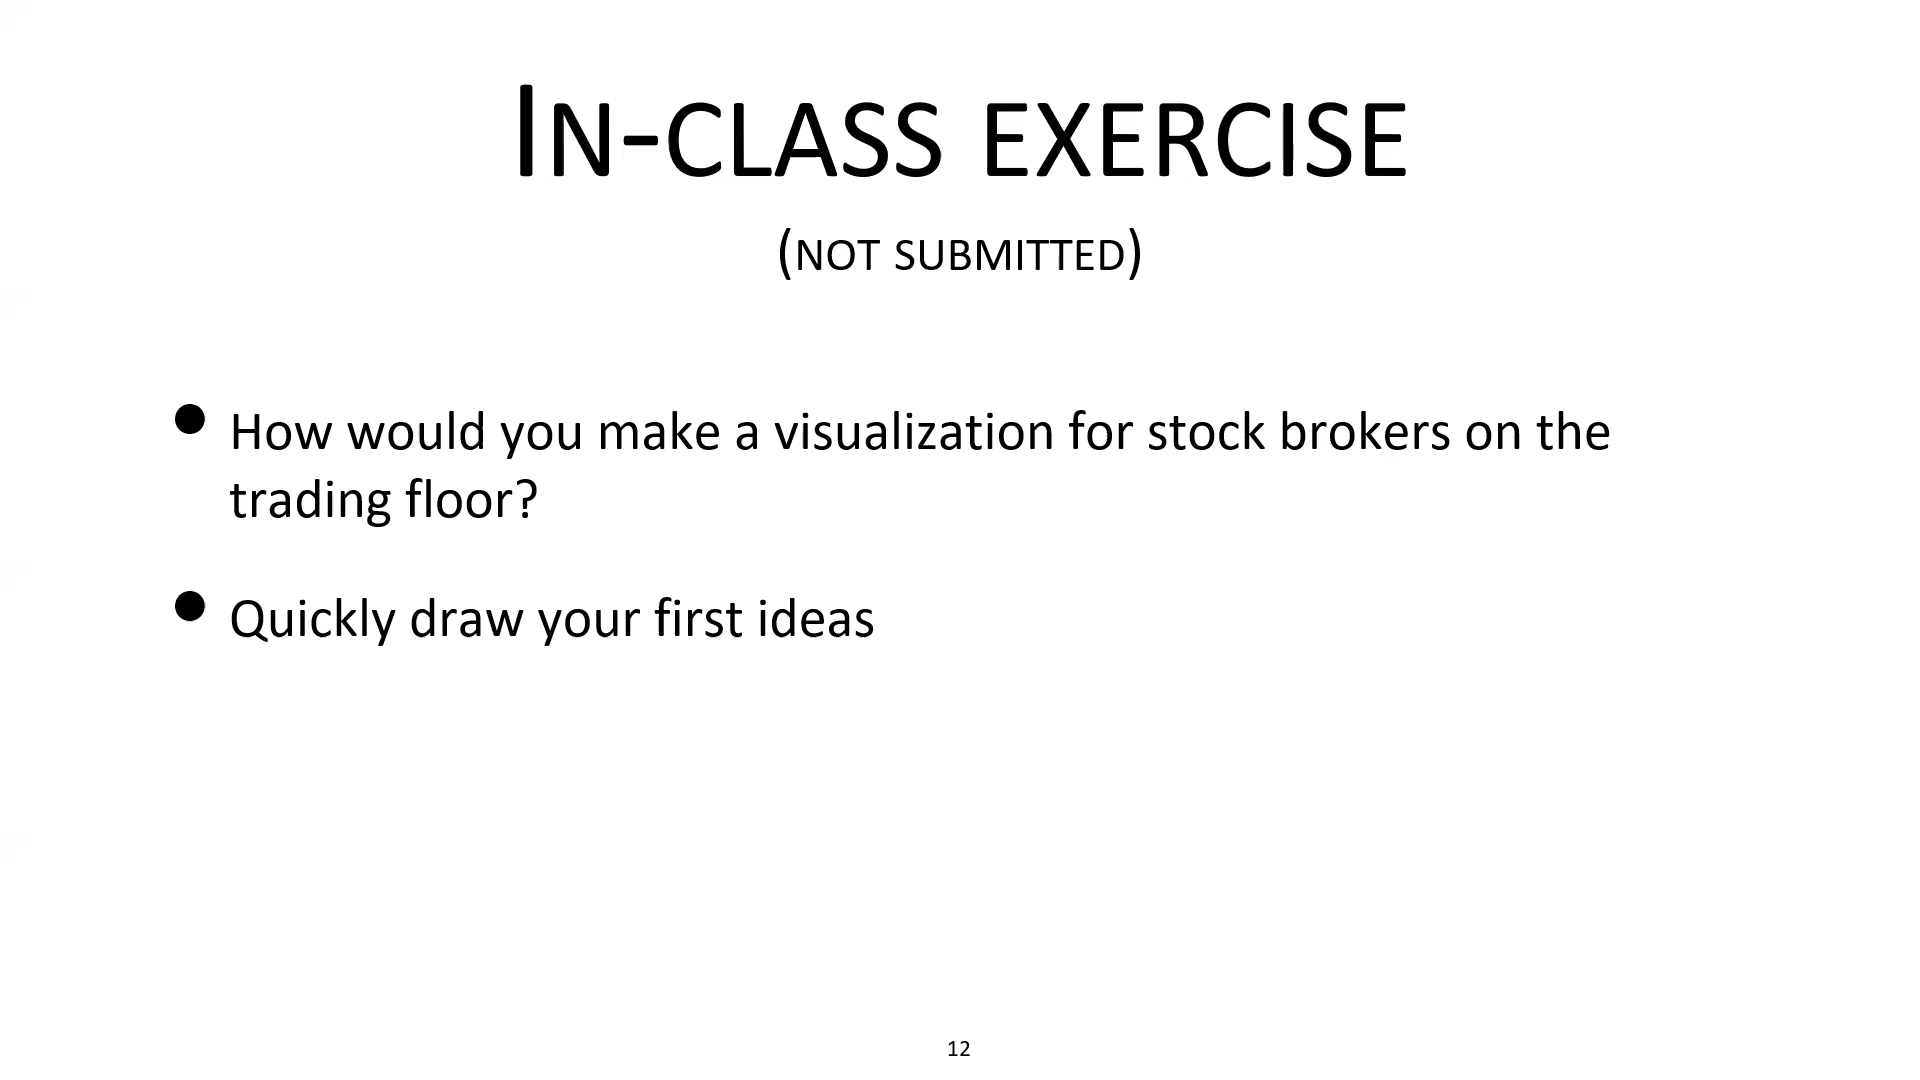 In-class exercise
(not submitted)
• How would you make a visualization for stock brokers on the
trading floor?
• Quickly draw your first ideas
12